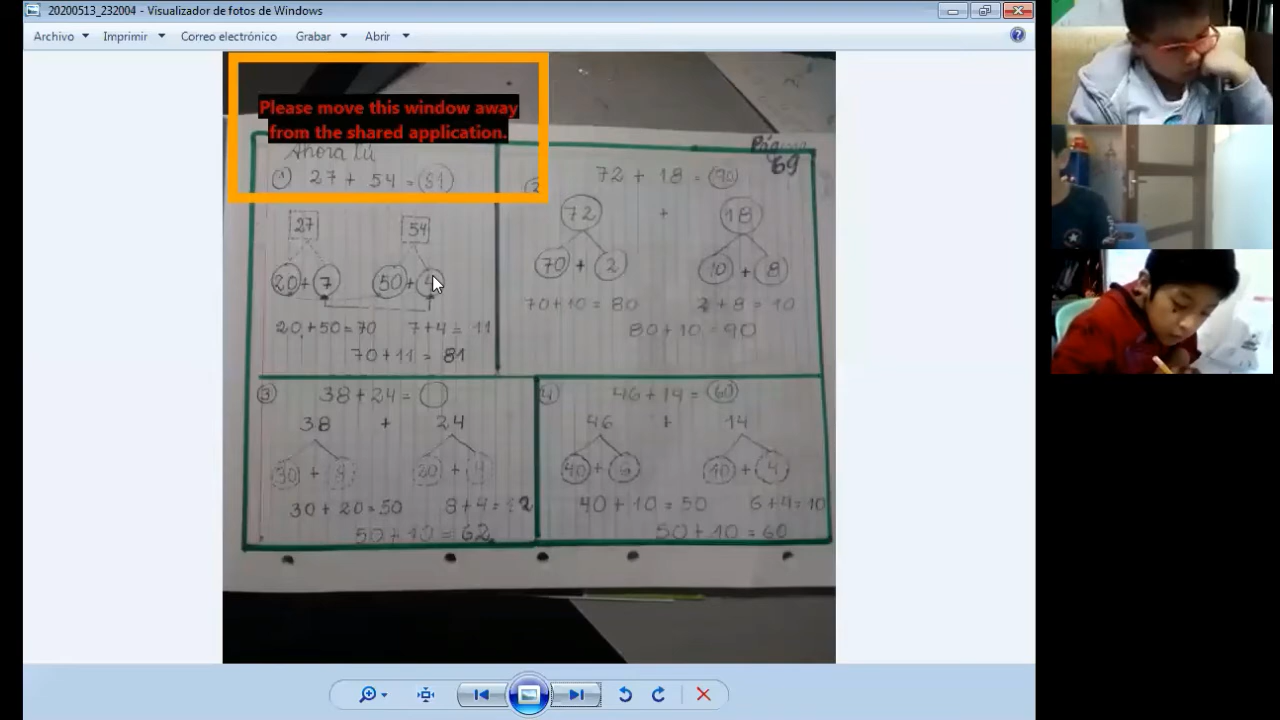 20200513_232004 - Visualizador de fotos de Windows
Archivo Imprimir Correo electrónico Grabar Abrir
Please move this window away
from the shared application.
Ahora tú
1 27 + 54 = 81
27 54
20 + 7 50 + 4
20 + 50 = 70 7 + 4 = 11
70 + 11 = 81
Página
69
2 72 + 18 = 90
72 + 18
70 + 2 10 + 8
70 + 10 = 80 2 + 8 = 10
80 + 10 = 90
3 38 + 24 =
38 + 24
30 + 8 20 + 4
30 + 20 = 50 8 + 4 = 12
50 + = 62
4 46 + 14 = 60
46 + 14
40 + 6 10 + 4
40 + 10 = 50 6 + 4 = 10
50 + 10 = 60